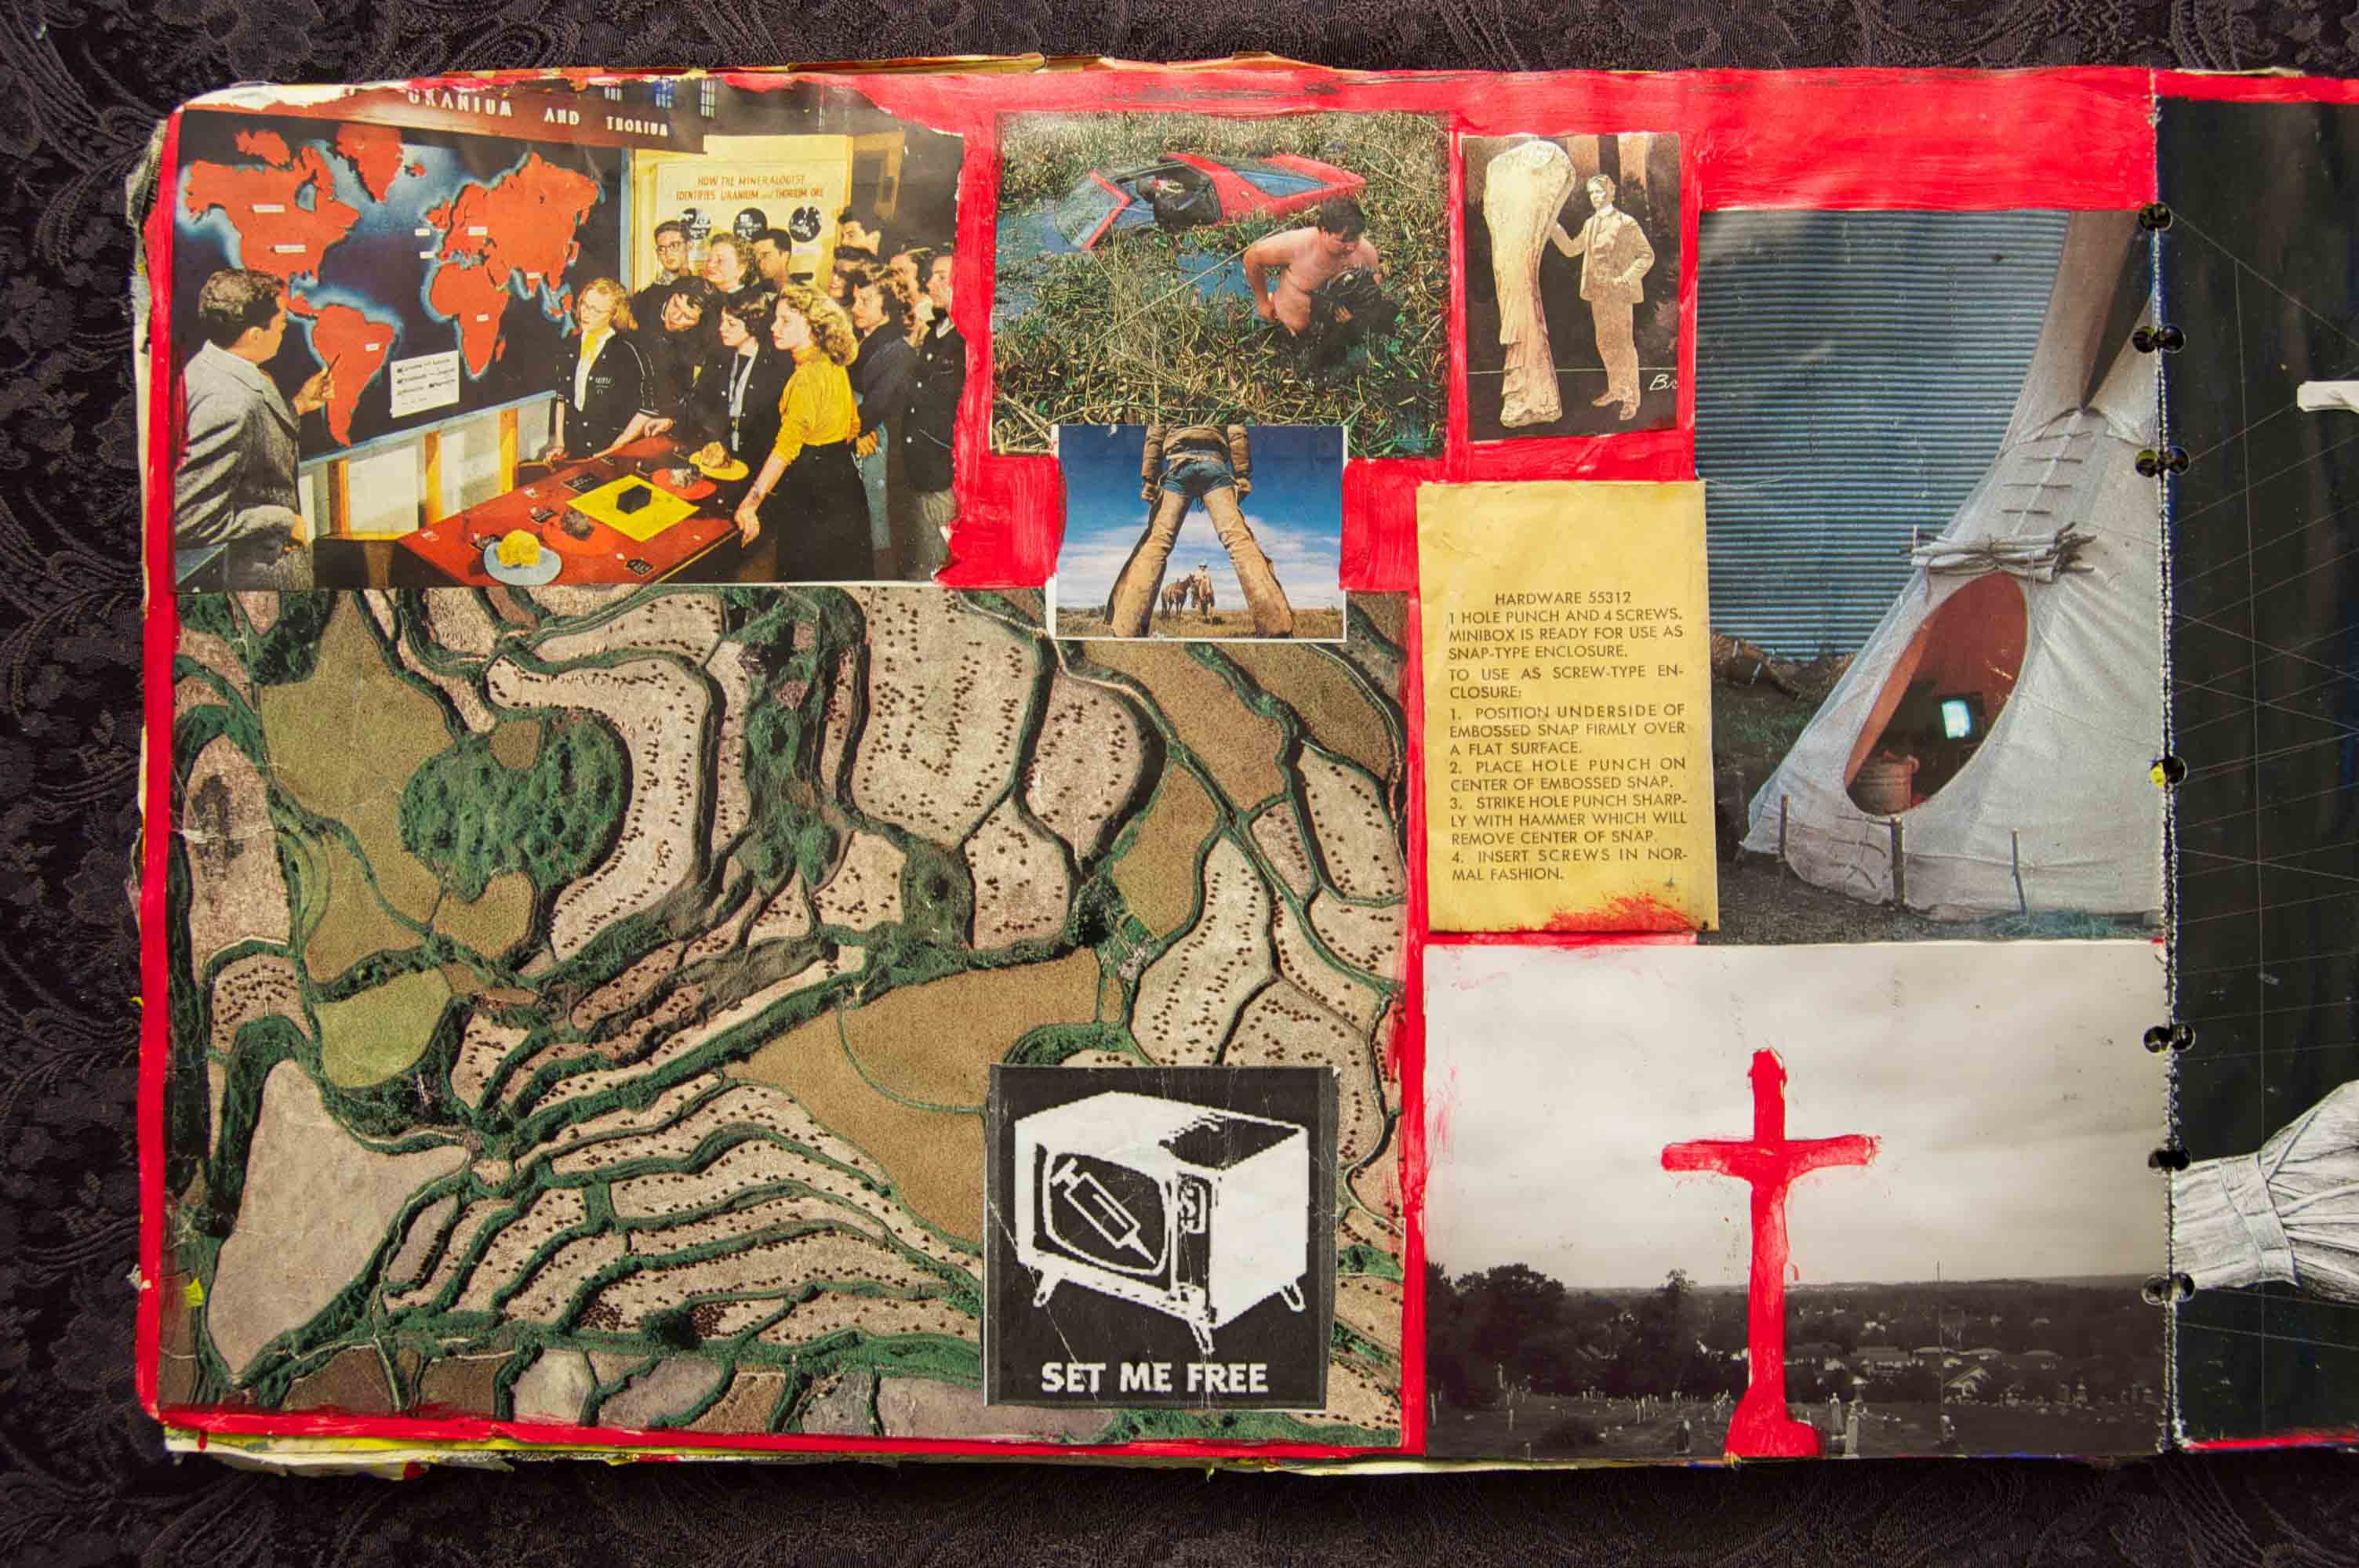 URANIUM AND THORIUM
HOW THE MINERALOGIST
IDENTIFIES URANIUM AND THORIUM ORE
HARDWARE 55312
1 HOLE PUNCH AND 4 SCREWS.
MINIBOX IS READY FOR USE AS
SNAP-TYPE ENCLOSURE.
TO USE AS SCREW-TYPE EN-
CLOSURE:
1. POSITION UNDERSIDE OF
EMBOSSED SNAP FIRMLY OVER
A FLAT SURFACE.
2. PLACE HOLE PUNCH ON
CENTER OF EMBOSSED SNAP.
3. STRIKE HOLE PUNCH SHARP-
LY WITH HAMMER WHICH WILL
REMOVE CENTER OF SNAP.
4. INSERT SCREWS IN NOR-
MAL FASHION.
SET ME FREE